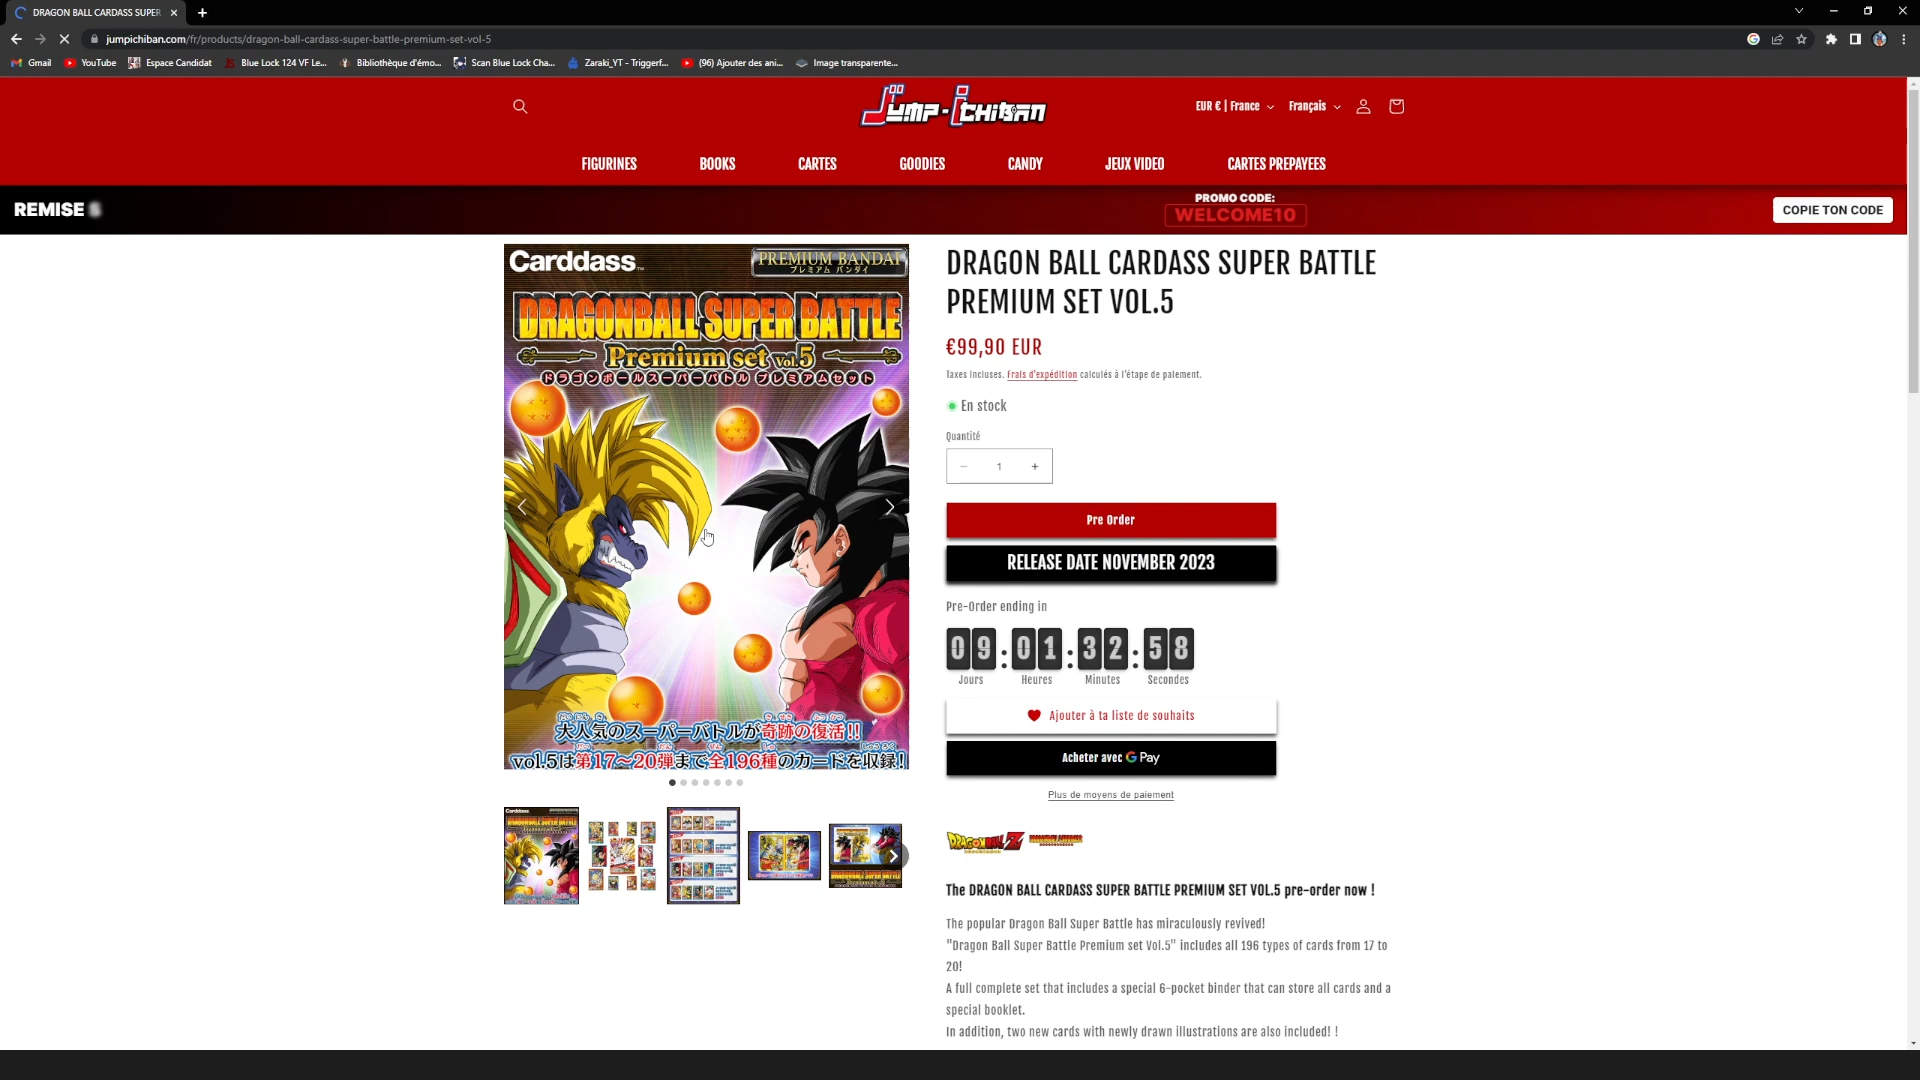 DRAGON BALL CARDASS SUPER
jumpichiban.com/fr/products/dragon-ball-cardass-super-battle-premium-set-vol-5
Gmail
YouTube
Espace Candidat
Blue Lock 124 VF Le...
Bibliothèque d'émo...
Scan Blue Lock Cha...
Zaraki_YT - Triggerf...
(96) Ajouter des ani...
Image transparente...
JUMP-ICHIBAN
EUR € | France
Français
FIGURINES
BOOKS
CARTES
GOODIES
CANDY
JEUX VIDEO
CARTES PREPAYEES
REMISE
PROMO CODE:
WELCOME10
COPIE TON CODE
Carddass™
PREMIUM BANDAI
プレミアム バンダイ
DRAGONBALL SUPER BATTLE
Premium set Vol.5
ドラゴンボールスーパーバトル プレミアムセット
大人気のスーパーバトルが奇跡の復活!!
vol.5は第17～20弾まで全196種のカードを収録!
DRAGON BALL CARDASS SUPER BATTLE
PREMIUM SET VOL.5
€99,90 EUR
Taxes incluses. Frais d'expédition calculés à l'étape de paiement.
En stock
Quantité
− 1 +
Pre Order
RELEASE DATE NOVEMBER 2023
Pre-Order ending in
09 : 01 : 32 : 58
Jours Heures Minutes Secondes
Ajouter à ta liste de souhaits
Acheter avec G Pay
Plus de moyens de paiement
DRAGONBALL Z
The DRAGON BALL CARDASS SUPER BATTLE PREMIUM SET VOL.5 pre-order now !
The popular Dragon Ball Super Battle has miraculously revived!
"Dragon Ball Super Battle Premium set Vol.5" includes all 196 types of cards from 17 to
20!
A full complete set that includes a special 6-pocket binder that can store all cards and a
special booklet.
In addition, two new cards with newly drawn illustrations are also included! !